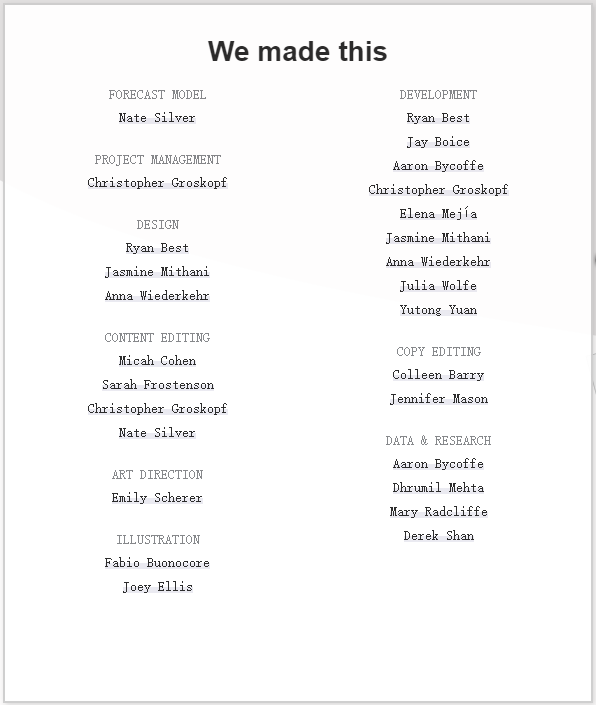 We made this
FORECAST MODEL
Nate Silver
PROJECT MANAGEMENT
Christopher Groskopf
DESIGN
Ryan Best
Jasmine Mithani
Anna Wiederkehr
CONTENT EDITING
Micah Cohen
Sarah Frostenson
Christopher Groskopf
Nate Silver
ART DIRECTION
Emily Scherer
ILLUSTRATION
Fabio Buonocore
Joey Ellis
DEVELOPMENT
Ryan Best
Jay Boice
Aaron Bycoffe
Christopher Groskopf
Elena Mejía
Jasmine Mithani
Anna Wiederkehr
Julia Wolfe
Yutong Yuan
COPY EDITING
Colleen Barry
Jennifer Mason
DATA & RESEARCH
Aaron Bycoffe
Dhrumil Mehta
Mary Radcliffe
Derek Shan